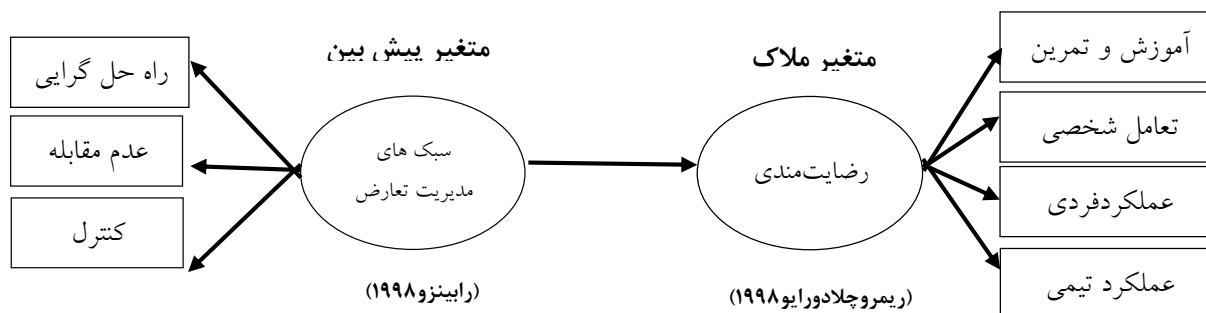 متغیر پیش بین
متغیر ملاک
راه حل گرایی
عدم مقابله
کنترل
سبک های
مدیریت تعارض
رضایت‌مندی
آموزش و تمرین
تعامل شخصی
عملکردفردی
عملکرد تیمی
(رابینزو۱۹۹۸)
(ریمروچلادورایو۱۹۹۸)